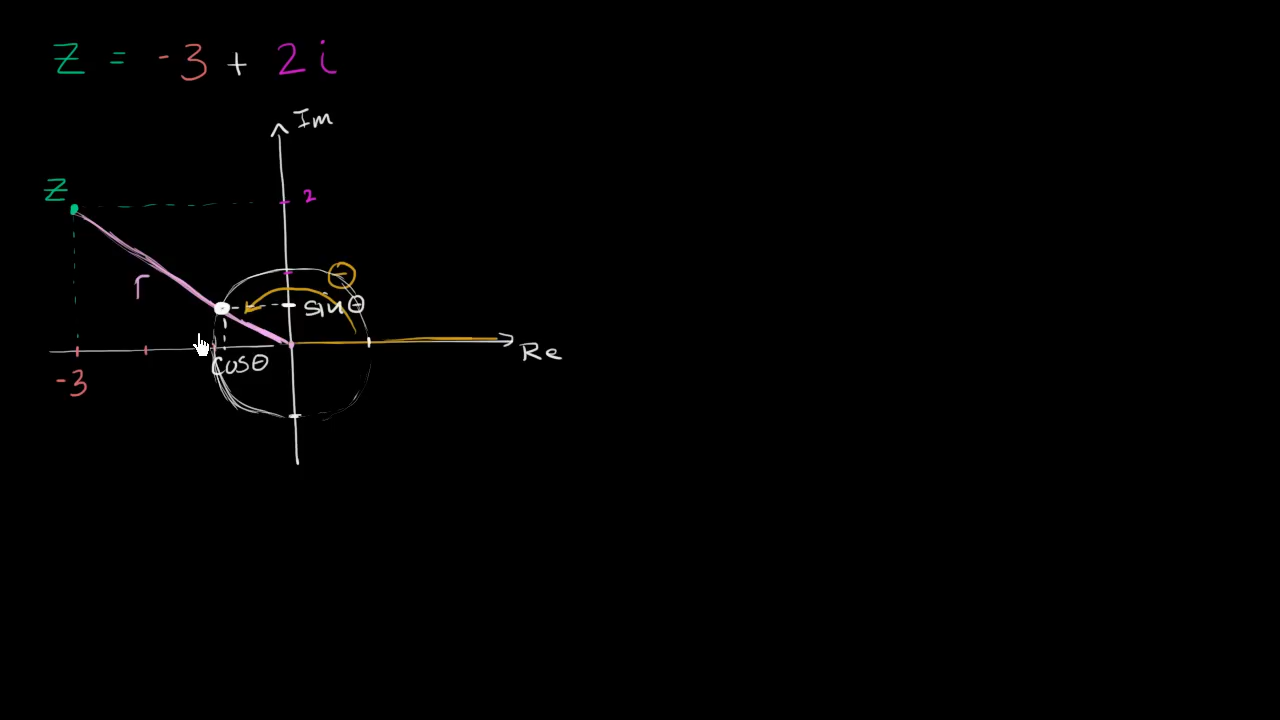 Z = -3 + 2i
Im
Z
2
θ
r
sinθ
Re
cosθ
-3